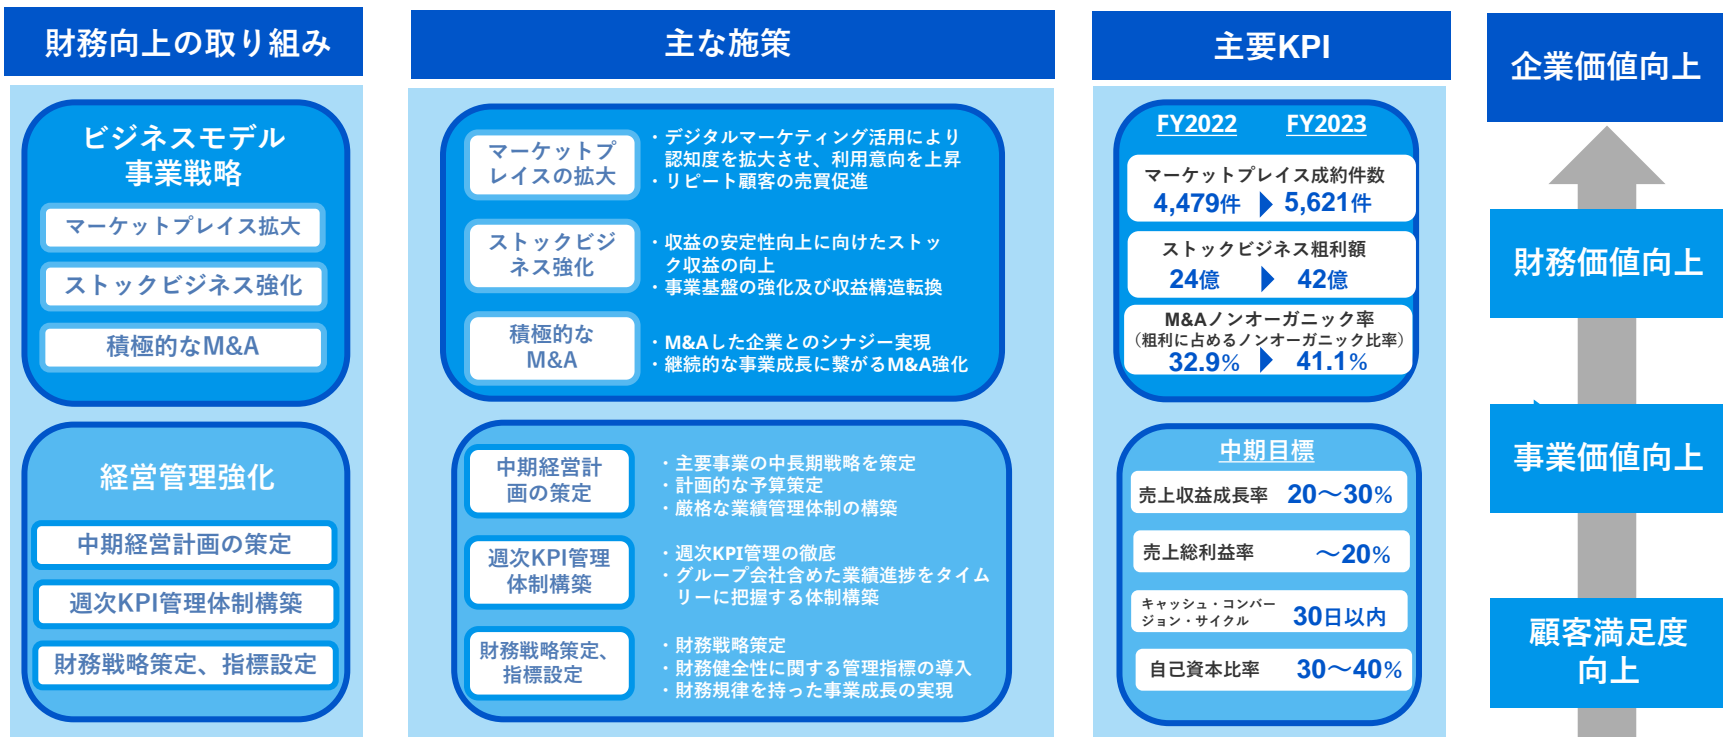 財務向上の取り組み
ビジネスモデル
事業戦略
マーケットプレイス拡大
ストックビジネス強化
積極的なM&A
経営管理強化
中期経営計画の策定
週次KPI管理体制構築
財務戦略策定、指標設定
主な施策
マーケットプ
レイスの拡大
・デジタルマーケティング活用により
認知度を拡大させ、利用意向を上昇
・リピート顧客の売買促進
ストックビジ
ネス強化
・収益の安定性向上に向けたストッ
ク収益の向上
・事業基盤の強化及び収益構造転換
積極的な
M&A
・M&Aした企業とのシナジー実現
・継続的な事業成長に繋がるM&A強化
中期経営計
画の策定
・主要事業の中長期戦略を策定
・計画的な予算策定
・厳格な業績管理体制の構築
週次KPI管理
体制構築
・週次KPI管理の徹底
・グループ会社含めた業績進捗をタイム
リーに把握する体制構築
財務戦略策定、
指標設定
・財務戦略策定
・財務健全性に関する管理指標の導入
・財務規律を持った事業成長の実現
主要KPI
FY2022 FY2023
マーケットプレイス成約件数
4,479件 5,621件
ストックビジネス粗利額
24億 42億
M&Aノンオーガニック率
（粗利に占めるノンオーガニック比率）
32.9% 41.1%
中期目標
売上収益成長率 20～30%
売上総利益率 ～20%
キャッシュ・コンバー
ジョン・サイクル 30日以内
自己資本比率 30～40%
企業価値向上
財務価値向上
事業価値向上
顧客満足度
向上